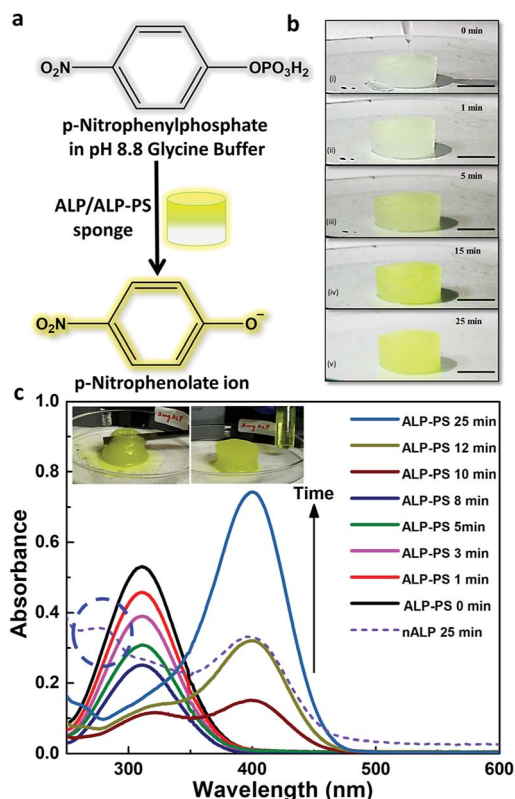 a
O₂N
OPO₃H₂
p-Nitrophenylphosphate
in pH 8.8 Glycine Buffer
ALP/ALP-PS
sponge
O₂N
O⁻
p-Nitrophenolate ion
b
0 min
(i)
1 min
(ii)
5 min
(iii)
15 min
(iv)
25 min
(v)
c
1.0
0.8
0.6
0.4
0.2
0.0
Absorbance
300
400
500
600
Wavelength (nm)
Time
ALP-PS 25 min
ALP-PS 12 min
ALP-PS 10 min
ALP-PS 8 min
ALP-PS 5min
ALP-PS 3 min
ALP-PS 1 min
ALP-PS 0 min
nALP 25 min